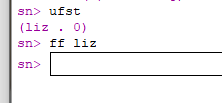 sn> ufst
(liz . 0)
sn> ff liz
sn>